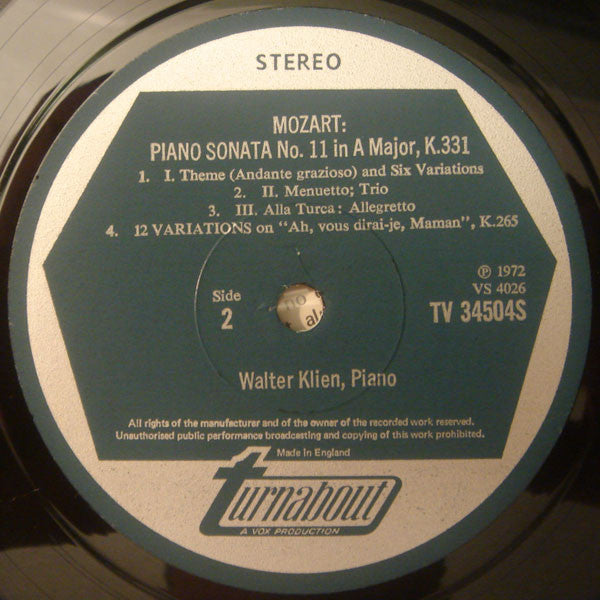 STEREO
MOZART:
PIANO SONATA No. 11 in A Major, K.331
1. I. Theme (Andante grazioso) and Six Variations
2. II. Menuetto; Trio
3. III. Alla Turca: Allegretto
4. 12 VARIATIONS on "Ah, vous dirai-je, Maman", K.265
℗ 1972
VS 4026
TV 34504S
Side
2
no
al
Walter Klien, Piano
All rights of the manufacturer and of the owner of the recorded work reserved.
Unauthorised public performance broadcasting and copying of this work prohibited.
Made In England
turnabout
A VOX PRODUCTION